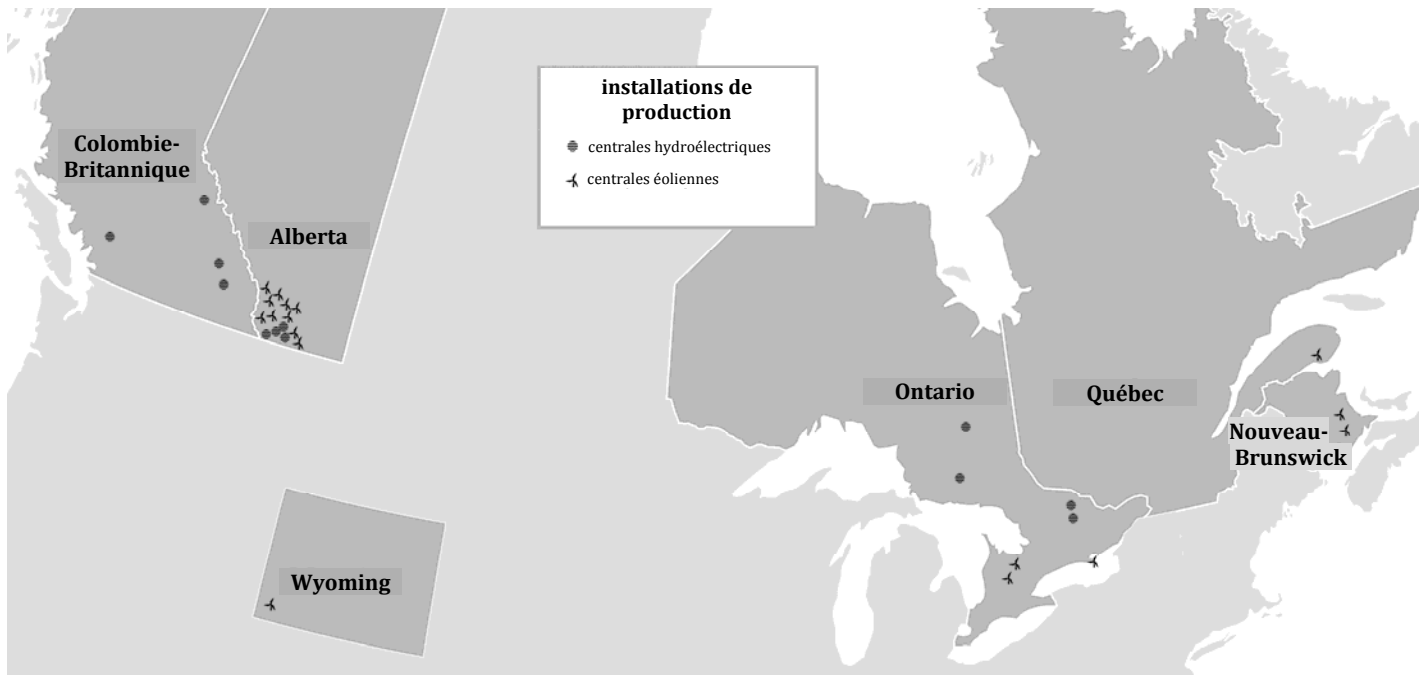 installations de
production
centrales hydroélectriques
centrales éoliennes
Colombie-
Britannique
Alberta
Ontario
Québec
Nouveau-
Brunswick
Wyoming